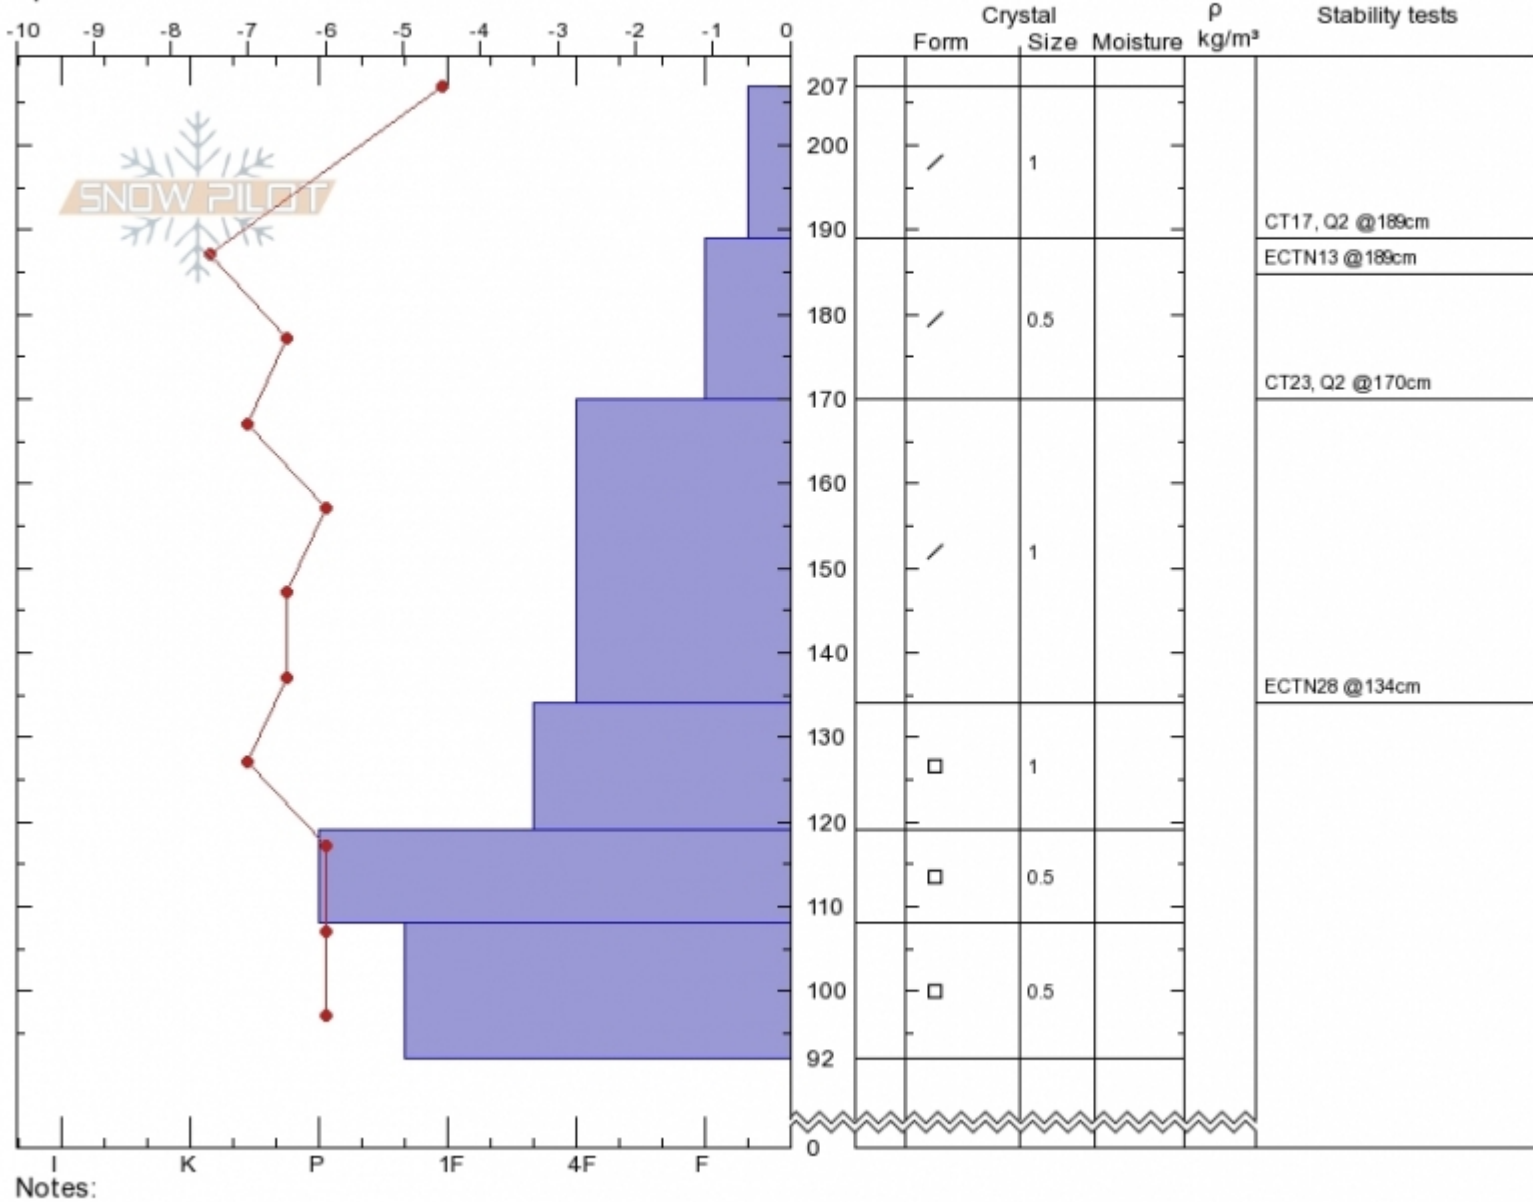 Crystal ρ Stability tests
-10 -9 -8 -7 -6 -5 -4 -3 -2 -1 0 Form Size Moisture kg/m³
207
SNOW PILOT
200 1
CT17, Q2 @189cm
190
ECTN13 @189cm
180 0.5
CT23, Q2 @170cm
170
160
150 1
140
ECTN28 @134cm
130
1
120
0.5
110
100 0.5
92
0
I K P 1F 4F F
Notes: